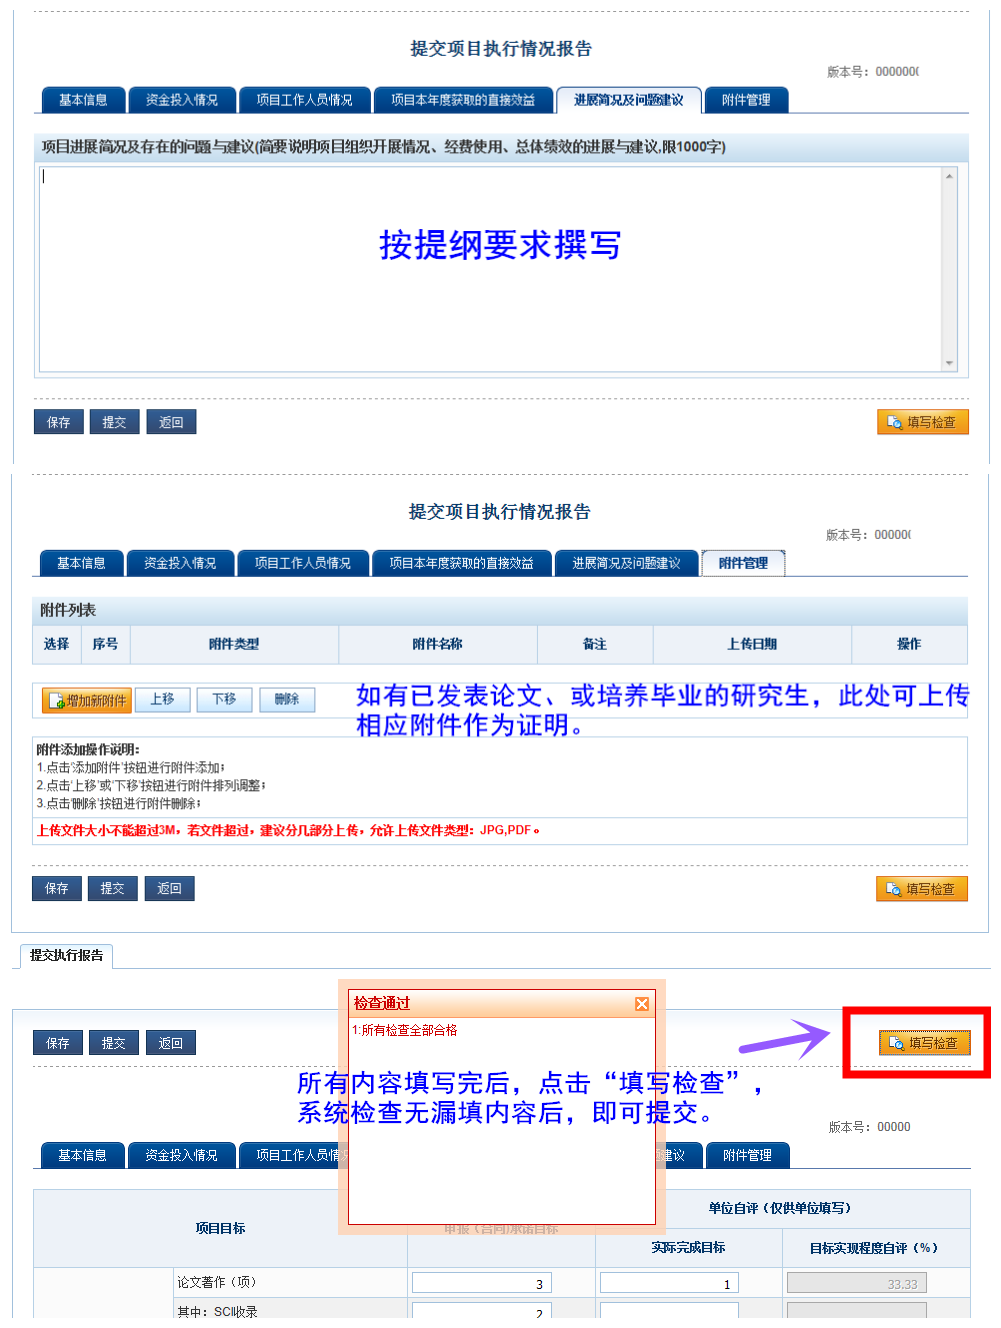 提交项目执行情况报告
版本号：000000
基本信息 资金投入情况 项目工作人员情况 项目本年度获取的直接效益 进展简况及问题建议 附件管理
项目进展简况及存在的问题与建议(简要说明项目组织开展情况、经费使用、总体绩效的进展与建议,限1000字)
按提纲要求撰写
保存 提交 返回 填写检查
提交项目执行情况报告
版本号：00000
基本信息 资金投入情况 项目工作人员情况 项目本年度获取的直接效益 进展简况及问题建议 附件管理
附件列表
选择 序号 附件类型 附件名称 备注 上传日期 操作
增加新附件 上移 下移 删除
如有已发表论文、或培养毕业的研究生，此处可上传
相应附件作为证明。
附件添加操作说明：
1.点击'添加附件'按钮进行附件添加；
2.点击'上移'或'下移'按钮进行附件排列调整；
3.点击'删除'按钮进行附件删除；
上传文件大小不能超过3M，若文件超过，建议分几部分上传，允许上传文件类型：JPG,PDF。
保存 提交 返回 填写检查
提交执行报告
检查通过
1:所有检查全部合格
保存 提交 返回 填写检查
所有内容填写完后，点击“填写检查”，
系统检查无漏填内容后，即可提交。
版本号：00000
基本信息 资金投入情况 项目工作人员情 建议 附件管理
项目目标 申报（合同)承诺目标 单位自评（仅供单位填写）
实际完成目标 目标实现程度自评（%）
论文著作（项） 3 1 33.33
其中：SCI收录 2